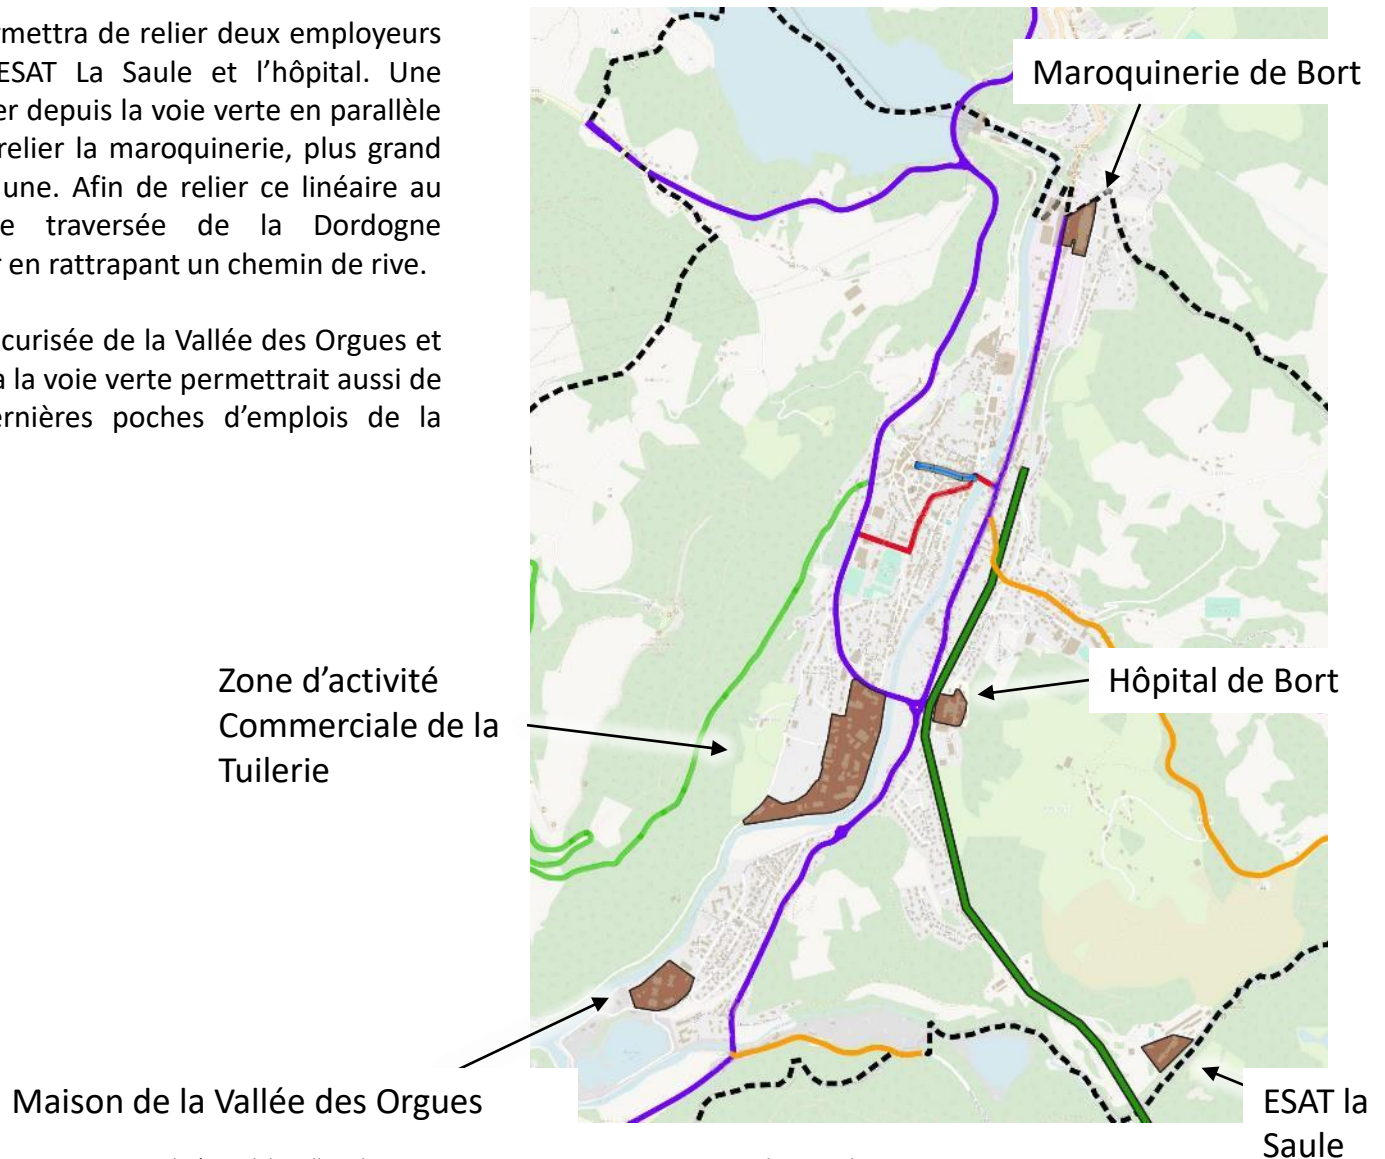 rmettra de relier deux employeurs
ESAT La Saule et l’hôpital. Une
er depuis la voie verte en parallèle
relier la maroquinerie, plus grand
une. Afin de relier ce linéaire au
e traversée de la Dordogne
r en rattrapant un chemin de rive.
curisée de la Vallée des Orgues et
a la voie verte permettrait aussi de
ernières poches d’emplois de la
Maroquinerie de Bort
Hôpital de Bort
Zone d’activité
Commerciale de la
Tuilerie
Maison de la Vallée des Orgues
ESAT la
Saule